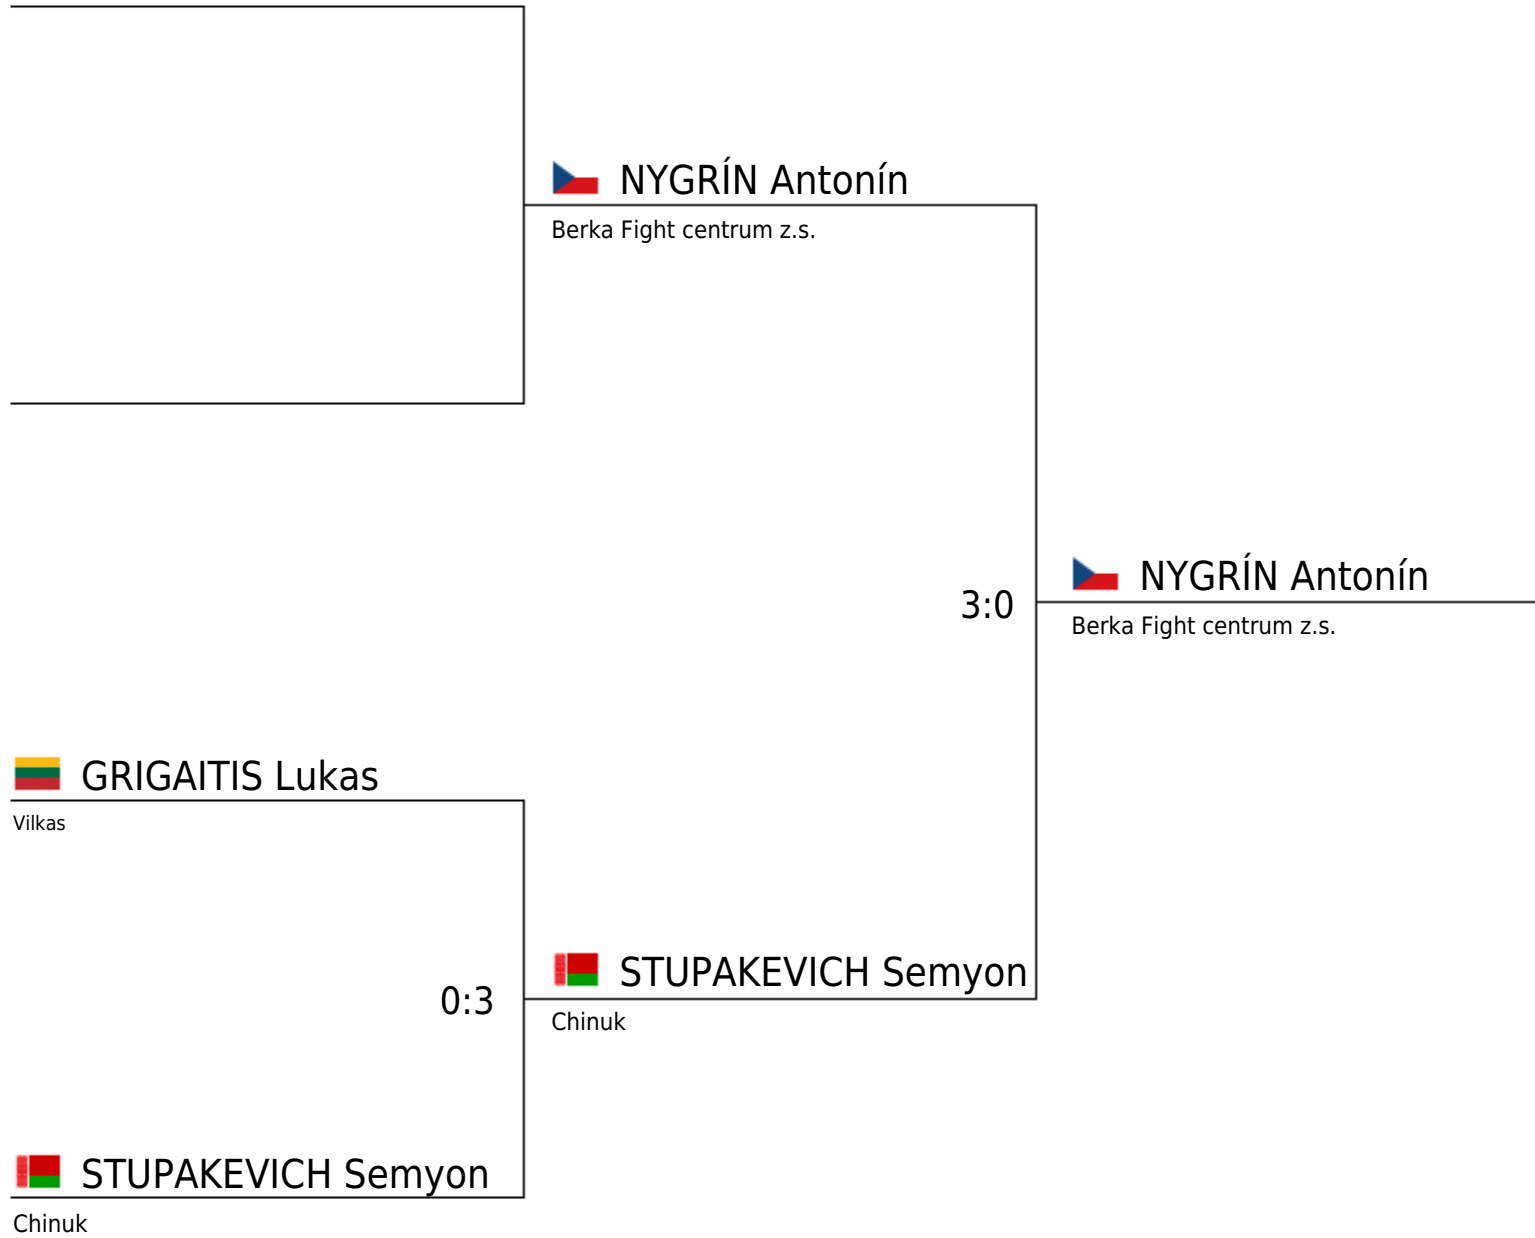 NYGRÍN Antonín
Berka Fight centrum z.s.
3:0
NYGRÍN Antonín
Berka Fight centrum z.s.
GRIGAITIS Lukas
Vilkas
0:3
STUPAKEVICH Semyon
Chinuk
STUPAKEVICH Semyon
Chinuk